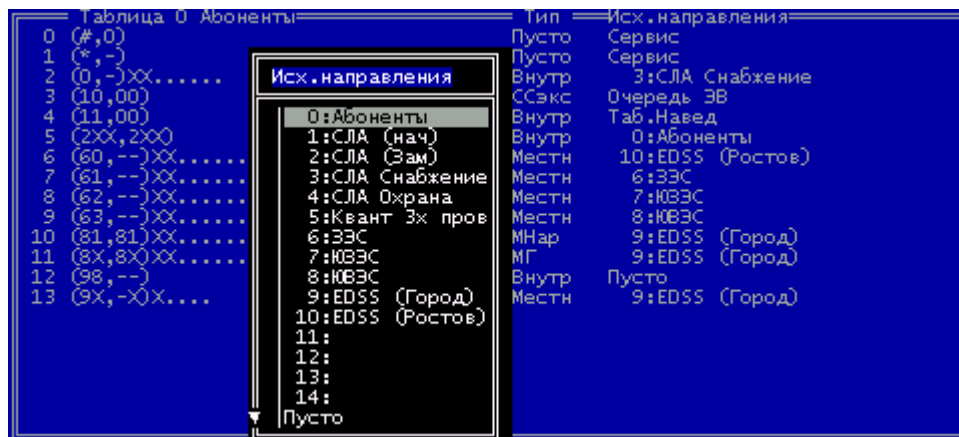 Таблица 0 Абоненты Тип Исх.направления
0 (#,0) Пусто Сервис
1 (*,-) Пусто Сервис
2 (0,-)XX...... Внутр 3:СЛА Снабжение
3 (10,00) ССэкс Очередь ЭВ
4 (11,00) Внутр Таб.Навед
5 (2XX,2XX) Внутр 0:Абоненты
6 (60,--)XX....... Местн 10:EDSS (Ростов)
7 (61,--)XX....... Местн 6:ЗЭС
8 (62,--)XX....... Местн 7:ЮЗЭС
9 (63,--)XX....... Местн 8:ЮВЭС
10 (81,81)XX....... МНар 9:EDSS (Город)
11 (8X,8X)XX....... МГ 9:EDSS (Город)
12 (98,--) Внутр Пусто
13 (9X,-X)X.... Местн 9:EDSS (Город)
Исх.направления
0:Абоненты
1:СЛА (нач)
2:СЛА (Зам)
3:СЛА Снабжение
4:СЛА Охрана
5:Квант 3х пров
6:ЗЭС
7:ЮЗЭС
8:ЮВЭС
9:EDSS (Город)
10:EDSS (Ростов)
11:
12:
13:
14:
Пусто